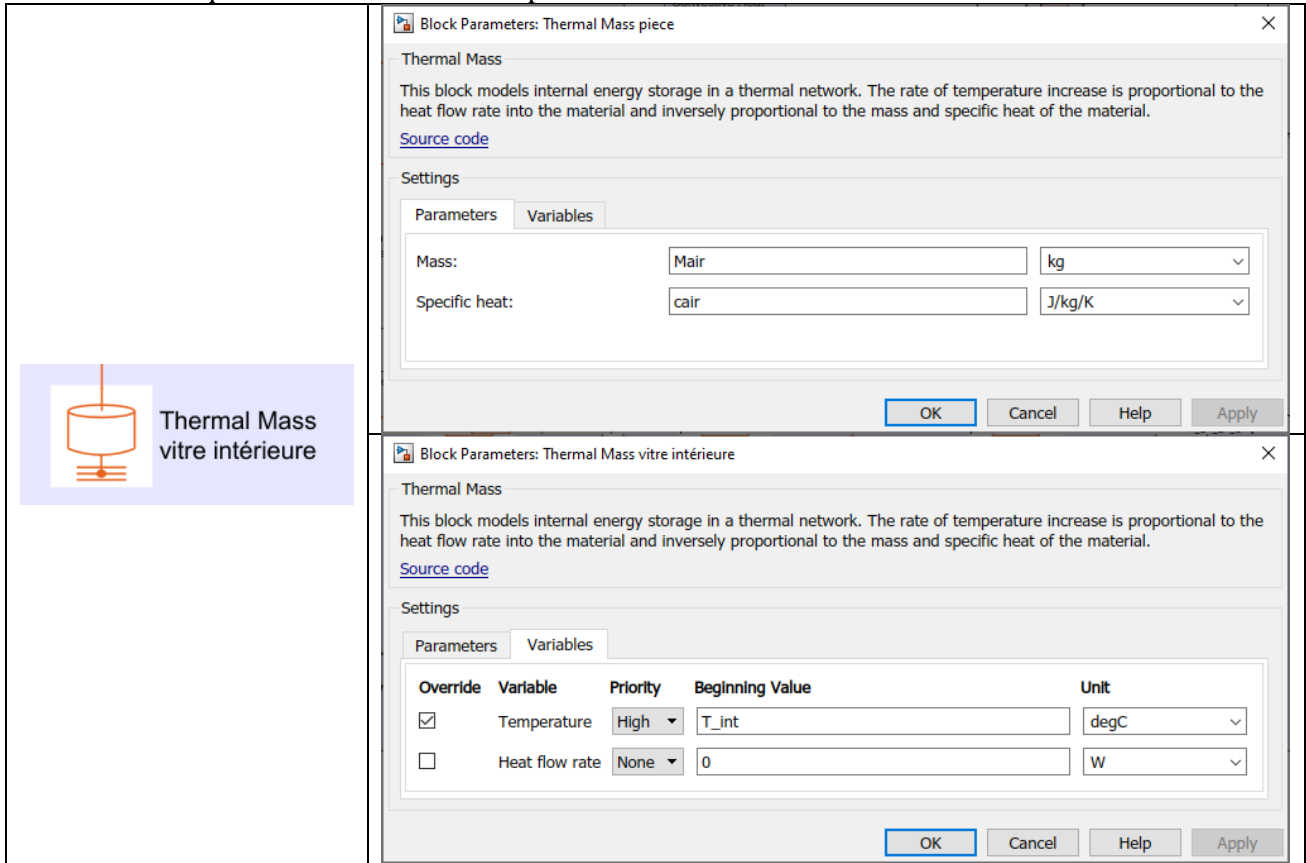 Block Parameters: Thermal Mass piece
Thermal Mass
This block models internal energy storage in a thermal network. The rate of temperature increase is proportional to the
heat flow rate into the material and inversely proportional to the mass and specific heat of the material.
Source code
Settings
Parameters Variables
Mass: Mair kg
Specific heat: cair J/kg/K
OK Cancel Help Apply
Thermal Mass
vitre intérieure
Block Parameters: Thermal Mass vitre intérieure
Thermal Mass
This block models internal energy storage in a thermal network. The rate of temperature increase is proportional to the
heat flow rate into the material and inversely proportional to the mass and specific heat of the material.
Source code
Settings
Parameters Variables
Override Variable Priority Beginning Value Unit
Temperature High T_int degC
Heat flow rate None 0 W
OK Cancel Help Apply